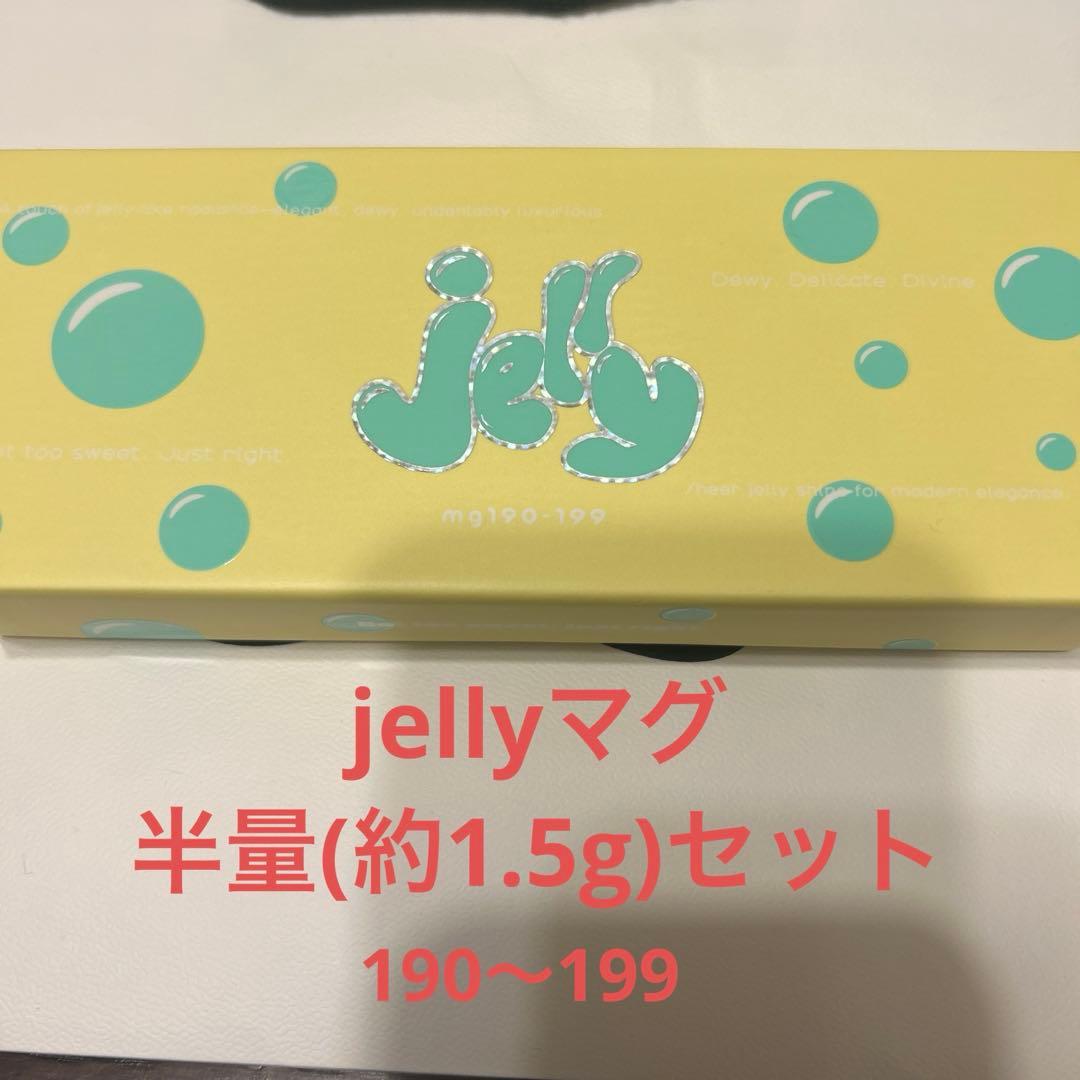 touch of jelly-like radiance—elegant, dewy, undeniably luxurious
jelly
Dewy. Delicate. Divine.
too sweet. Just right
Sheer jelly shine for modern elegance.
mg190-199
jellyマグ
半量(約1.5g)セット
190〜199